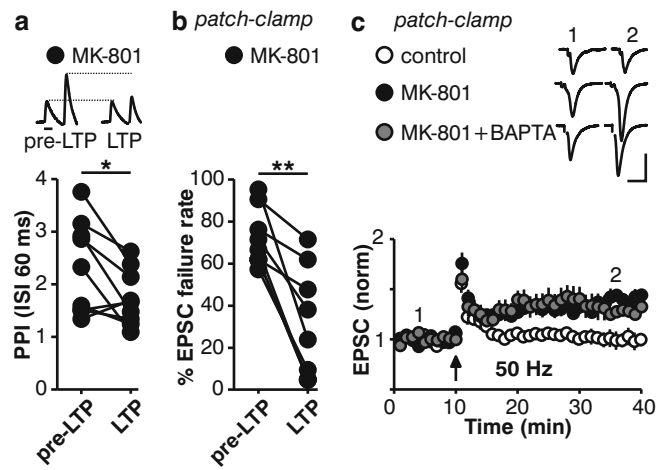 a
MK-801
pre-LTP LTP
*
PPI (ISI 60 ms)
4
3
2
1
0
pre-LTP
LTP
b patch-clamp
MK-801
**
% EPSC failure rate
100
80
60
40
20
0
pre-LTP
LTP
c patch-clamp
control
MK-801
MK-801+BAPTA
1 2
EPSC (norm)
2
1
1
2
50 Hz
0 10 20 30 40
Time (min)